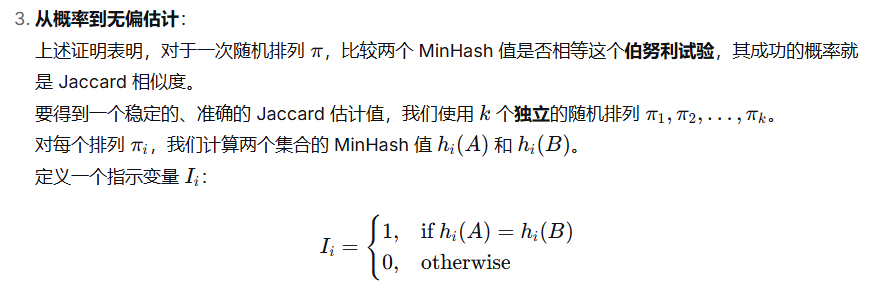 3. 从概率到无偏估计：
上述证明表明，对于一次随机排列 π，比较两个 MinHash 值是否相等这个伯努利试验，其成功的概率就
是 Jaccard 相似度。
要得到一个稳定的、准确的 Jaccard 估计值，我们使用 k 个独立的随机排列 π₁, π₂, . . . , πₖ。
对每个排列 πᵢ，我们计算两个集合的 MinHash 值 hᵢ(A) 和 hᵢ(B)。
定义一个指示变量 Iᵢ：
Iᵢ = { 1, if hᵢ(A) = hᵢ(B)
0, otherwise